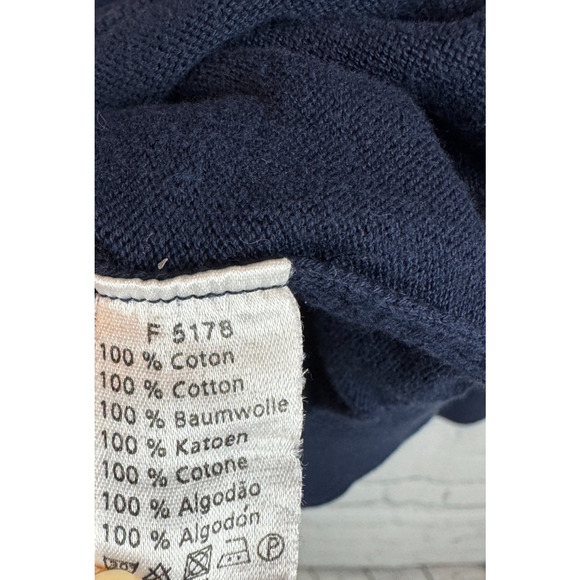 F 5178
100 % Coton
100 % Cotton
100 % Baumwolle
100 % Katoen
100 % Cotone
100 % Algodão
100 % Algodón
P